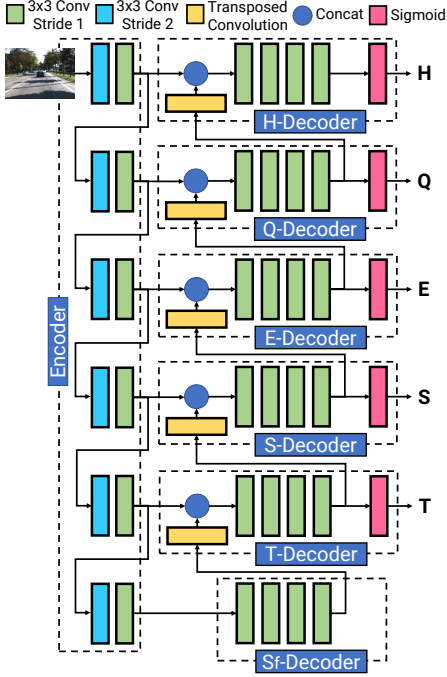 3x3 Conv Stride 1
3x3 Conv Stride 2
Transposed Convolution
Concat
Sigmoid
H
H-Decoder
Q
Q-Decoder
E
E-Decoder
Encoder
S
S-Decoder
T
T-Decoder
Sf-Decoder